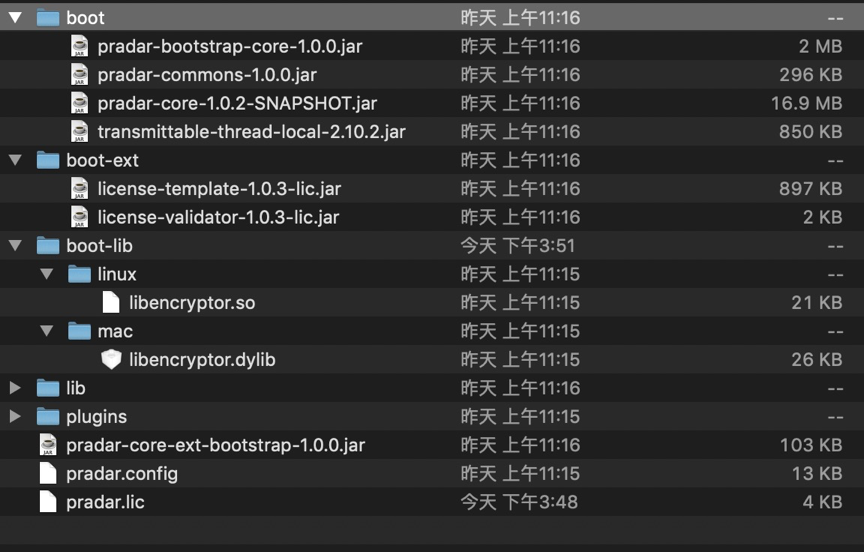 boot 昨天 上午11:16 --
pradar-bootstrap-core-1.0.0.jar 昨天 上午11:16 2 MB
pradar-commons-1.0.0.jar 昨天 上午11:16 296 KB
pradar-core-1.0.2-SNAPSHOT.jar 昨天 上午11:16 16.9 MB
transmittable-thread-local-2.10.2.jar 昨天 上午11:16 850 KB
boot-ext 昨天 上午11:16 --
license-template-1.0.3-lic.jar 昨天 上午11:16 897 KB
license-validator-1.0.3-lic.jar 昨天 上午11:16 2 KB
boot-lib 今天 下午3:51 --
linux 昨天 上午11:15 --
libencryptor.so 昨天 上午11:15 21 KB
mac 昨天 上午11:15 --
libencryptor.dylib 昨天 上午11:15 26 KB
lib 昨天 上午11:16 --
plugins 昨天 上午11:15 --
pradar-core-ext-bootstrap-1.0.0.jar 昨天 上午11:16 103 KB
pradar.config 昨天 上午11:15 13 KB
pradar.lic 今天 下午3:48 4 KB